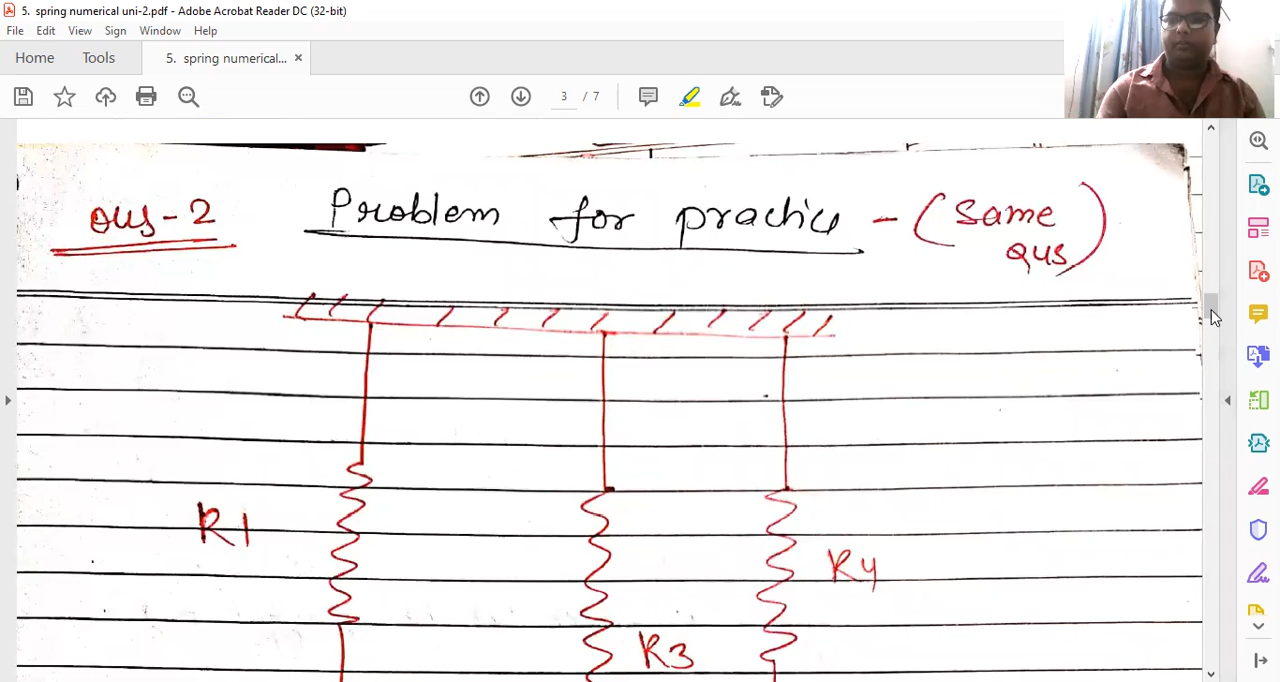 5. spring numerical uni-2.pdf - Adobe Acrobat Reader DC (32-bit)
File Edit View Sign Window Help
Home Tools 5. spring numerical... ×
3 / 7
Qus-2 Problem for practice - (Same
Qus)
K1
K4
K3